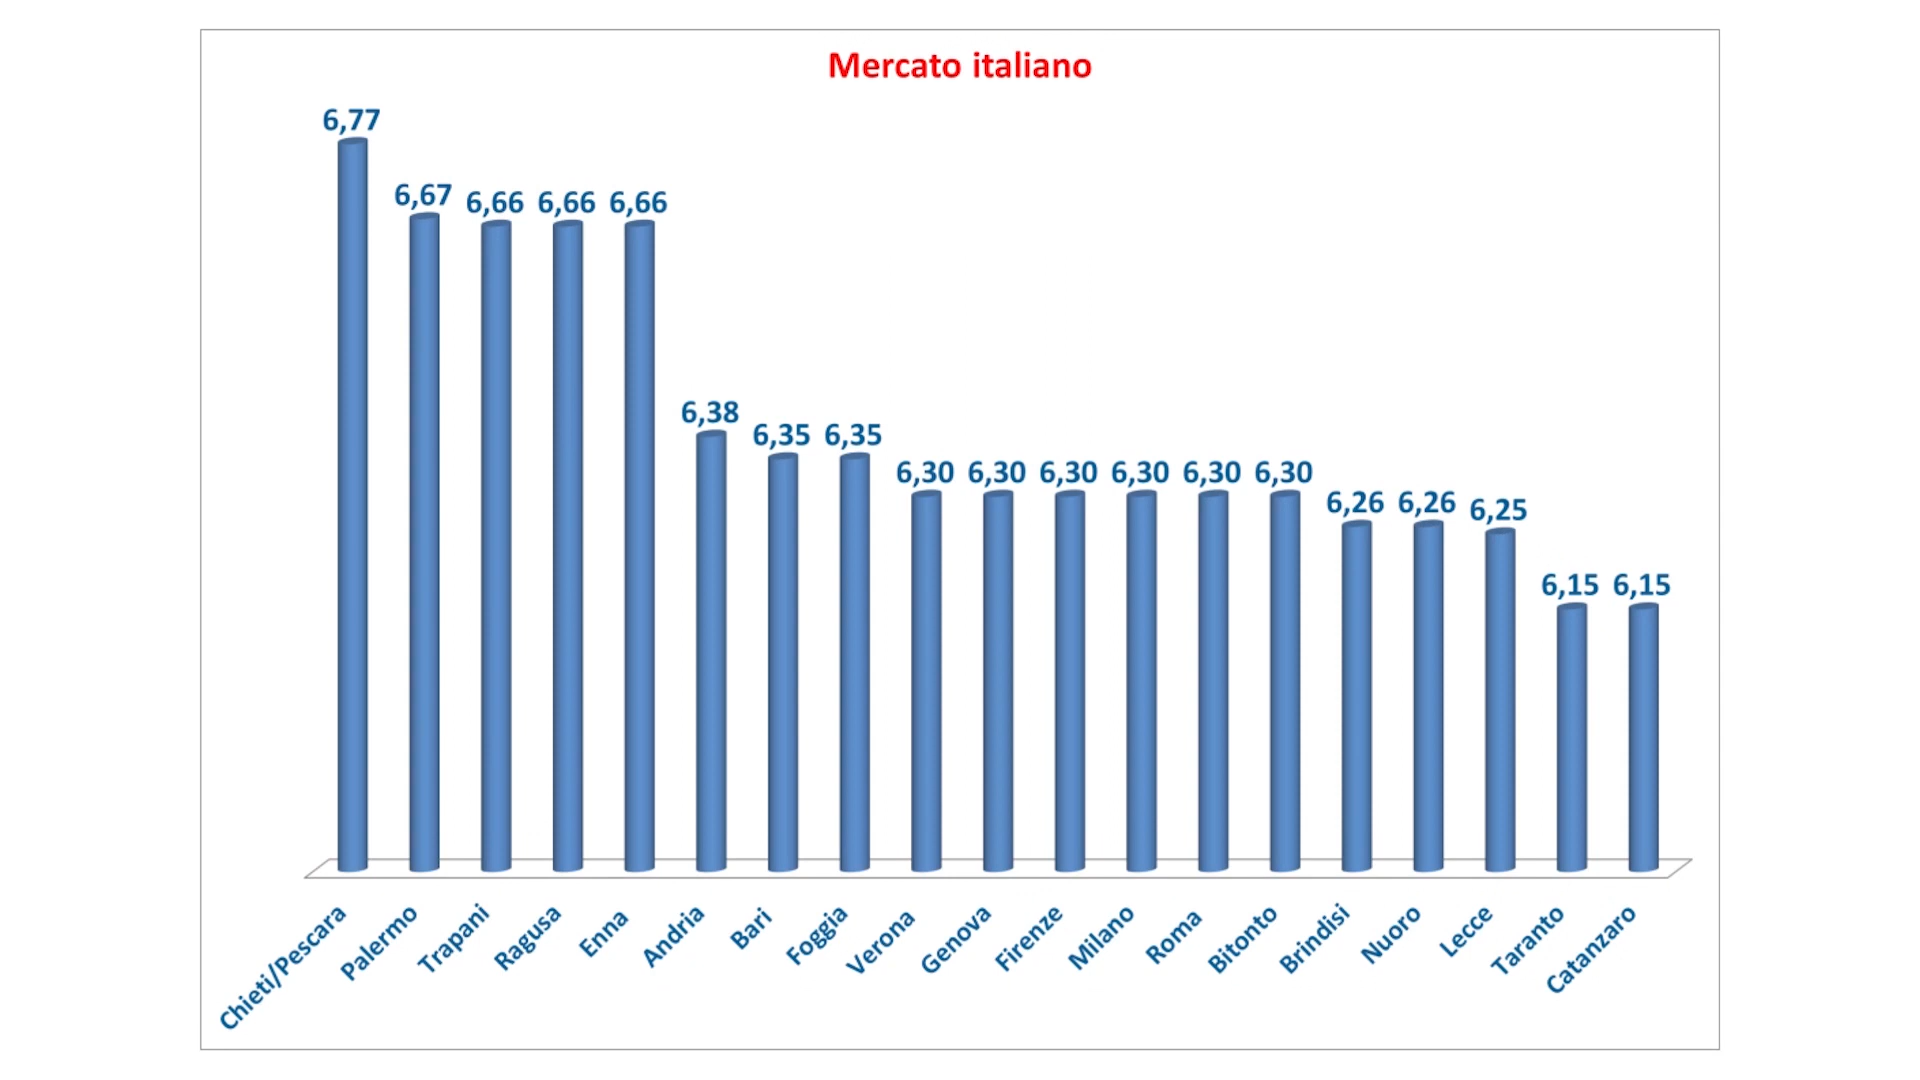 Mercato italiano
6,77
6,67
6,66
6,66
6,66
6,38
6,35
6,35
6,30
6,30
6,30
6,30
6,30
6,30
6,26
6,26
6,25
6,15
6,15
Chieti/Pescara
Palermo
Trapani
Ragusa
Enna
Andria
Bari
Foggia
Verona
Genova
Firenze
Milano
Roma
Bitonto
Brindisi
Nuoro
Lecce
Taranto
Catanzaro